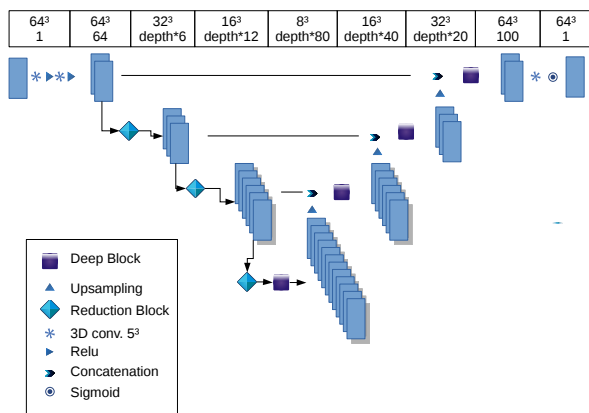 64³ 64³ 32³ 16³ 8³ 16³ 32³ 64³ 64³
1 64 depth*6 depth*12 depth*80 depth*40 depth*20 100 1
Deep Block
Upsampling
Reduction Block
3D conv. 5³
Relu
Concatenation
Sigmoid